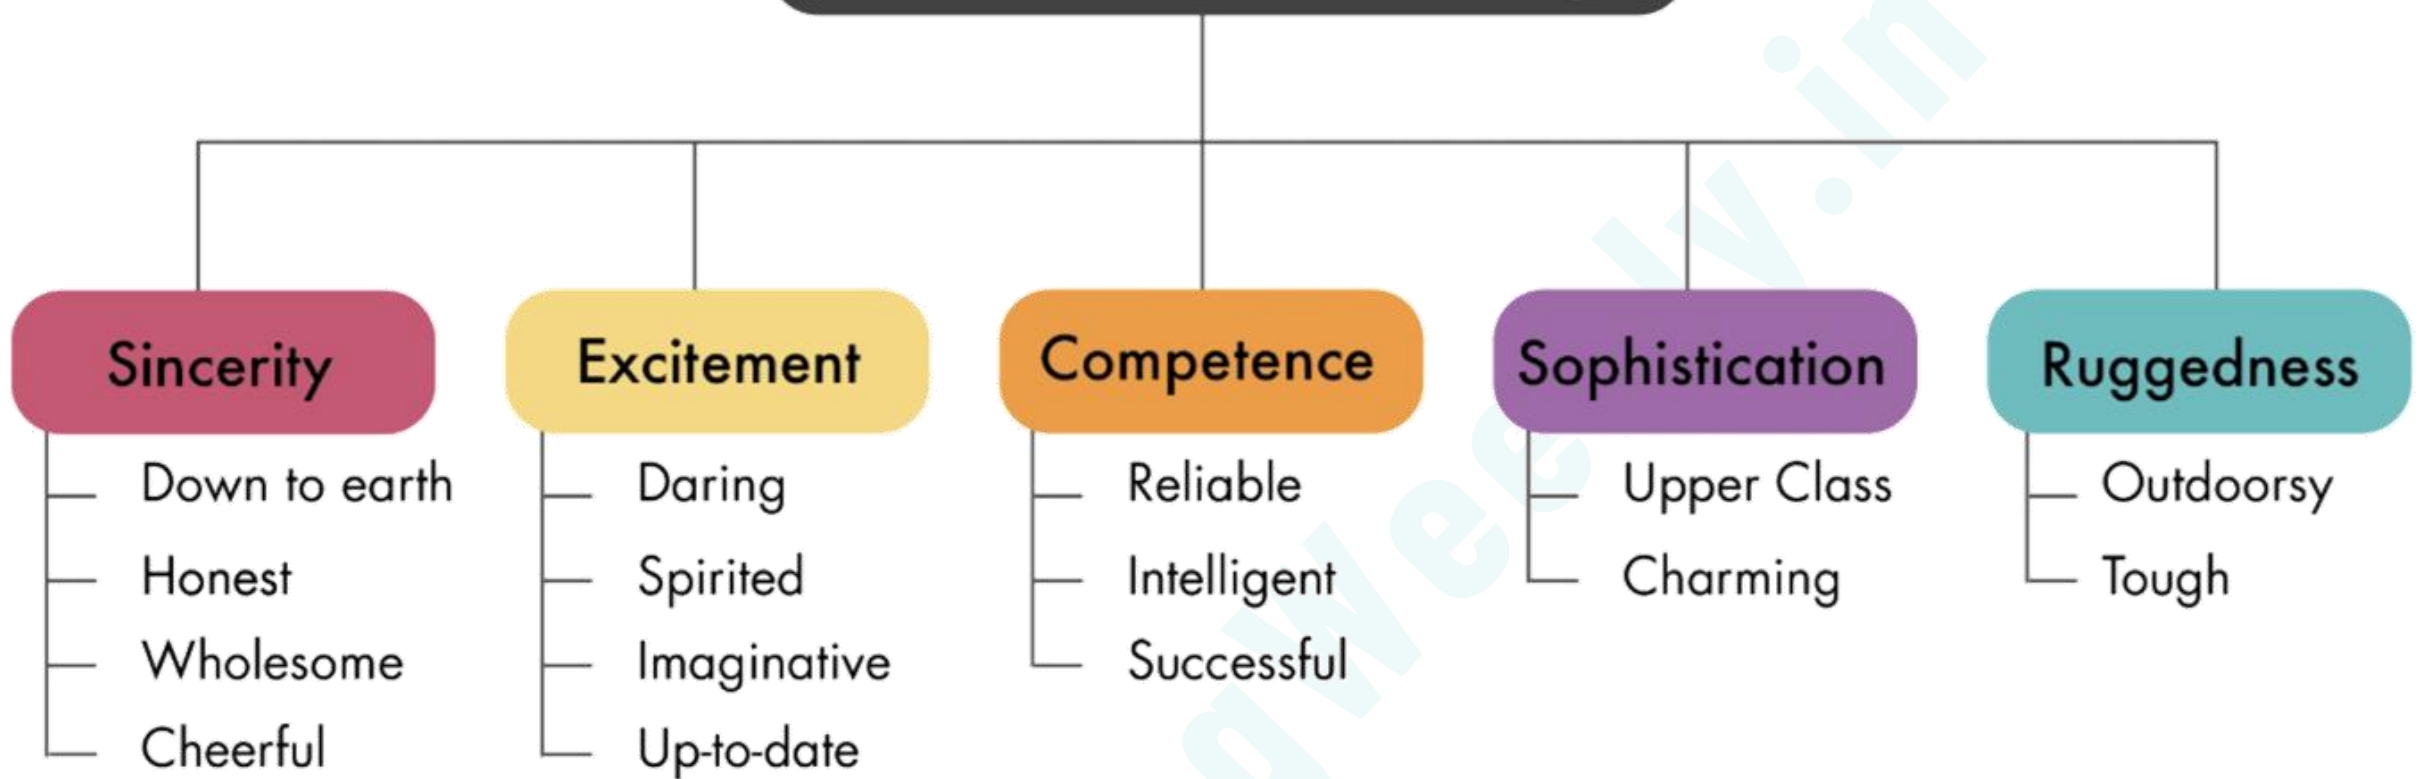 Sincerity
Down to earth
Honest
Wholesome
Cheerful
Excitement
Daring
Spirited
Imaginative
Up-to-date
Competence
Reliable
Intelligent
Successful
Sophistication
Upper Class
Charming
Ruggedness
Outdoorsy
Tough